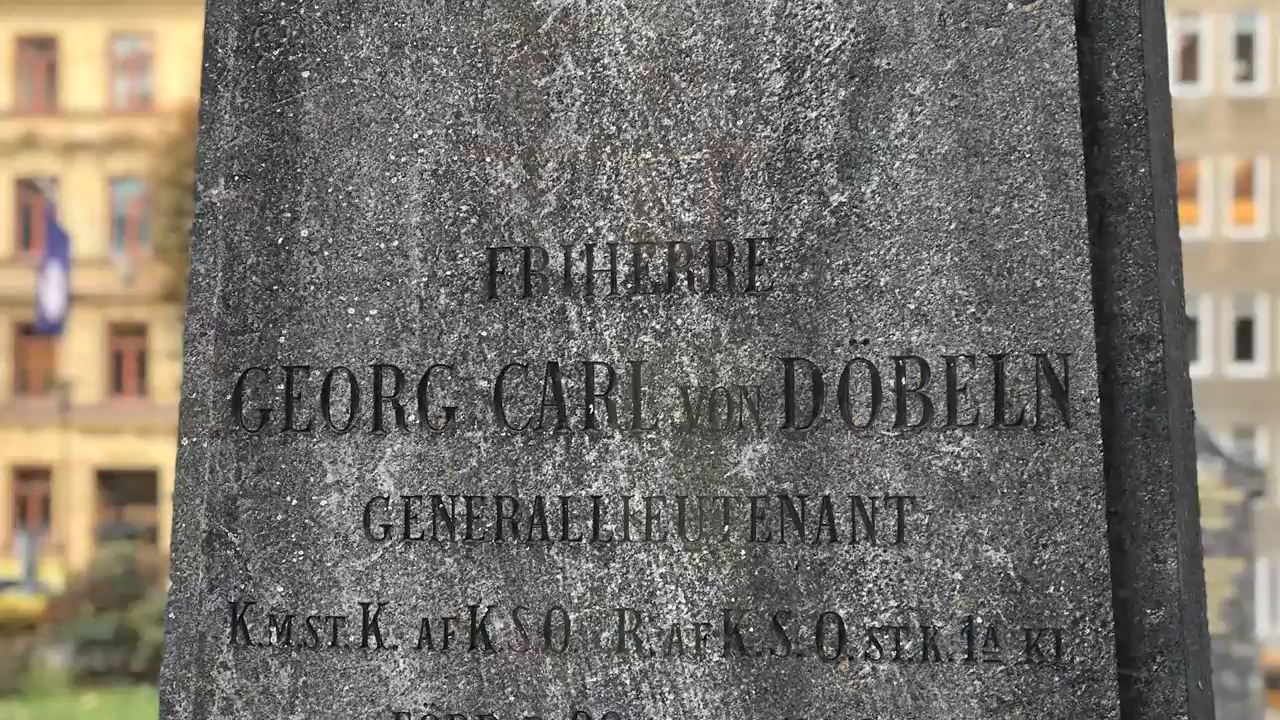 FRIHERRE
GEORG CARL VON DÖBELN
GENERALLIEUTENANT
K.M.ST.K. AF K S O. R. AF K.S.O. ST.K. 1A KL